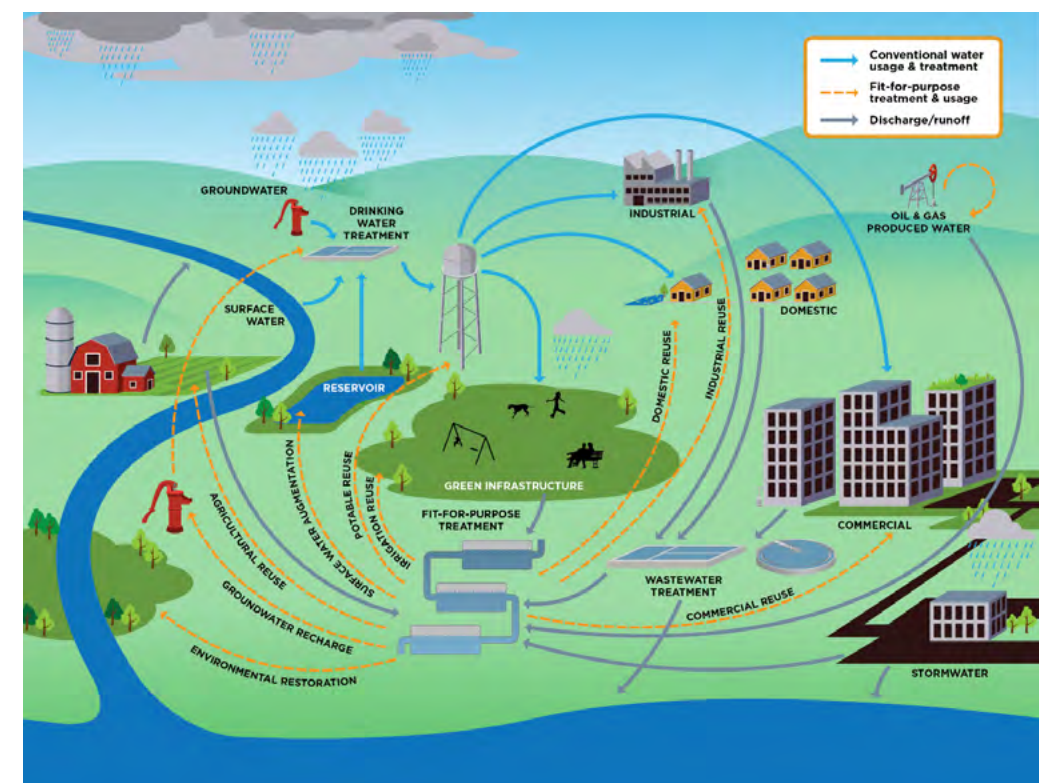 Conventional water
usage & treatment
Fit-for-purpose
treatment & usage
Discharge/runoff
GROUNDWATER
DRINKING
WATER
TREATMENT
INDUSTRIAL
OIL & GAS
PRODUCED WATER
SURFACE
WATER
DOMESTIC
RESERVOIR
DOMESTIC REUSE
INDUSTRIAL REUSE
GREEN INFRASTRUCTURE
FIT-FOR-PURPOSE
TREATMENT
POTABLE REUSE
IRRIGATION REUSE
SURFACE WATER AUGMENTATION
AGRICULTURAL REUSE
GROUNDWATER RECHARGE
ENVIRONMENTAL RESTORATION
COMMERCIAL
WASTEWATER
TREATMENT
COMMERCIAL REUSE
STORMWATER